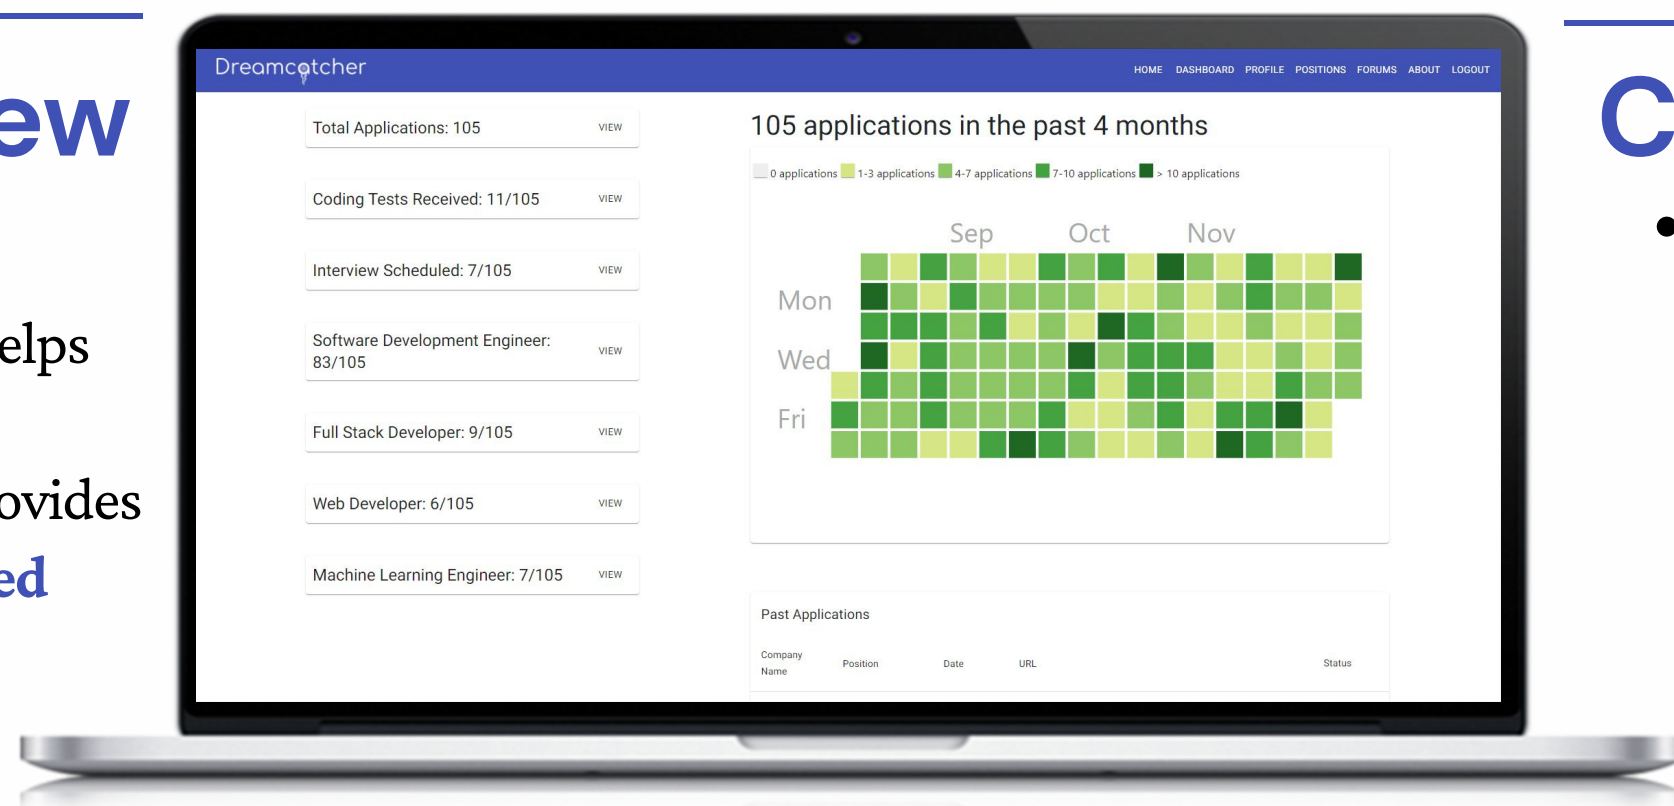 ew
elps
ovides
ed
Dreamcatcher
HOME DASHBOARD PROFILE POSITIONS FORUMS ABOUT LOGOUT
Total Applications: 105 VIEW
Coding Tests Received: 11/105 VIEW
Interview Scheduled: 7/105 VIEW
Software Development Engineer:
83/105 VIEW
Full Stack Developer: 9/105 VIEW
Web Developer: 6/105 VIEW
Machine Learning Engineer: 7/105 VIEW
105 applications in the past 4 months
0 applications 1-3 applications 4-7 applications 7-10 applications > 10 applications
Sep Oct Nov
Mon
Wed
Fri
Past Applications
Company
Name Position Date URL Status
C
•